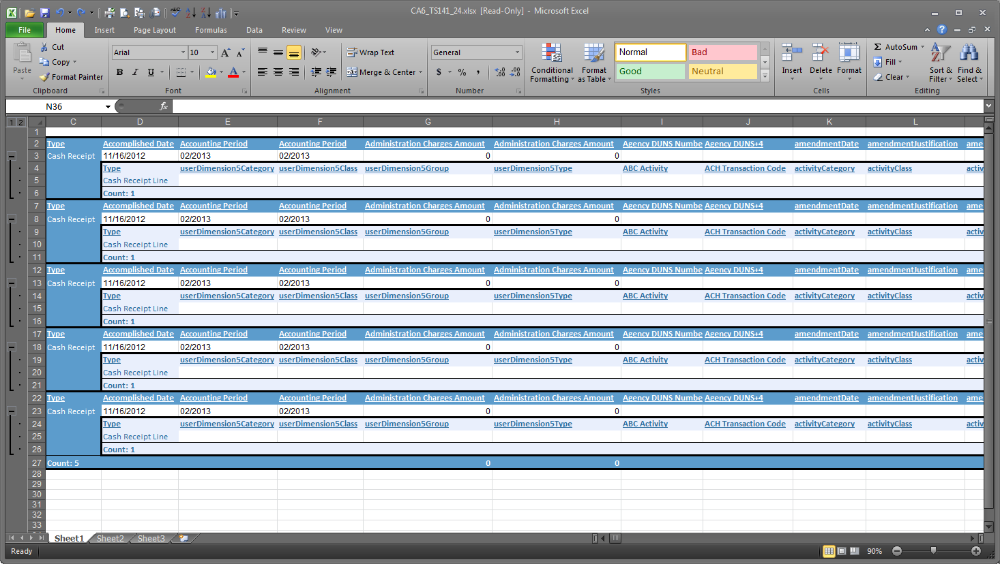 CA6_TS141_24.xlsx [Read-Only] - Microsoft Excel
File Home Insert Page Layout Formulas Data Review View
Paste Cut Copy Format Painter Clipboard
Arial 10 B I U Font
Wrap Text Merge & Center Alignment
General $ % , Number
Conditional Formatting Format as Table Normal Bad Good Neutral Styles
Insert Delete Format Cells
Σ AutoSum Fill Clear Sort & Filter Find & Select Editing
N36 fx
1 2 C D E F G H I J K L
1
2 Type Accomplished Date Accounting Period Accounting Period Administration Charges Amount Administration Charges Amount Agency DUNS Numbe Agency DUNS+4 amendmentDate amendmentJustification ame
3 Cash Receipt 11/16/2012 02/2013 02/2013 0 0
4 Type userDimension5Category userDimension5Class userDimension5Group userDimension5Type ABC Activity ACH Transaction Code activityCategory activityClass activ
5 Cash Receipt Line
6 Count: 1
7 Type Accomplished Date Accounting Period Accounting Period Administration Charges Amount Administration Charges Amount Agency DUNS Numbe Agency DUNS+4 amendmentDate amendmentJustification ame
8 Cash Receipt 11/16/2012 02/2013 02/2013 0 0
9 Type userDimension5Category userDimension5Class userDimension5Group userDimension5Type ABC Activity ACH Transaction Code activityCategory activityClass activ
10 Cash Receipt Line
11 Count: 1
12 Type Accomplished Date Accounting Period Accounting Period Administration Charges Amount Administration Charges Amount Agency DUNS Numbe Agency DUNS+4 amendmentDate amendmentJustification ame
13 Cash Receipt 11/16/2012 02/2013 02/2013 0 0
14 Type userDimension5Category userDimension5Class userDimension5Group userDimension5Type ABC Activity ACH Transaction Code activityCategory activityClass activ
15 Cash Receipt Line
16 Count: 1
17 Type Accomplished Date Accounting Period Accounting Period Administration Charges Amount Administration Charges Amount Agency DUNS Numbe Agency DUNS+4 amendmentDate amendmentJustification ame
18 Cash Receipt 11/16/2012 02/2013 02/2013 0 0
19 Type userDimension5Category userDimension5Class userDimension5Group userDimension5Type ABC Activity ACH Transaction Code activityCategory activityClass activ
20 Cash Receipt Line
21 Count: 1
22 Type Accomplished Date Accounting Period Accounting Period Administration Charges Amount Administration Charges Amount Agency DUNS Numbe Agency DUNS+4 amendmentDate amendmentJustification ame
23 Cash Receipt 11/16/2012 02/2013 02/2013 0 0
24 Type userDimension5Category userDimension5Class userDimension5Group userDimension5Type ABC Activity ACH Transaction Code activityCategory activityClass activ
25 Cash Receipt Line
26 Count: 1
27 Count: 5 0 0
28
29
30
31
32
33
Sheet1 Sheet2 Sheet3
Ready 90%